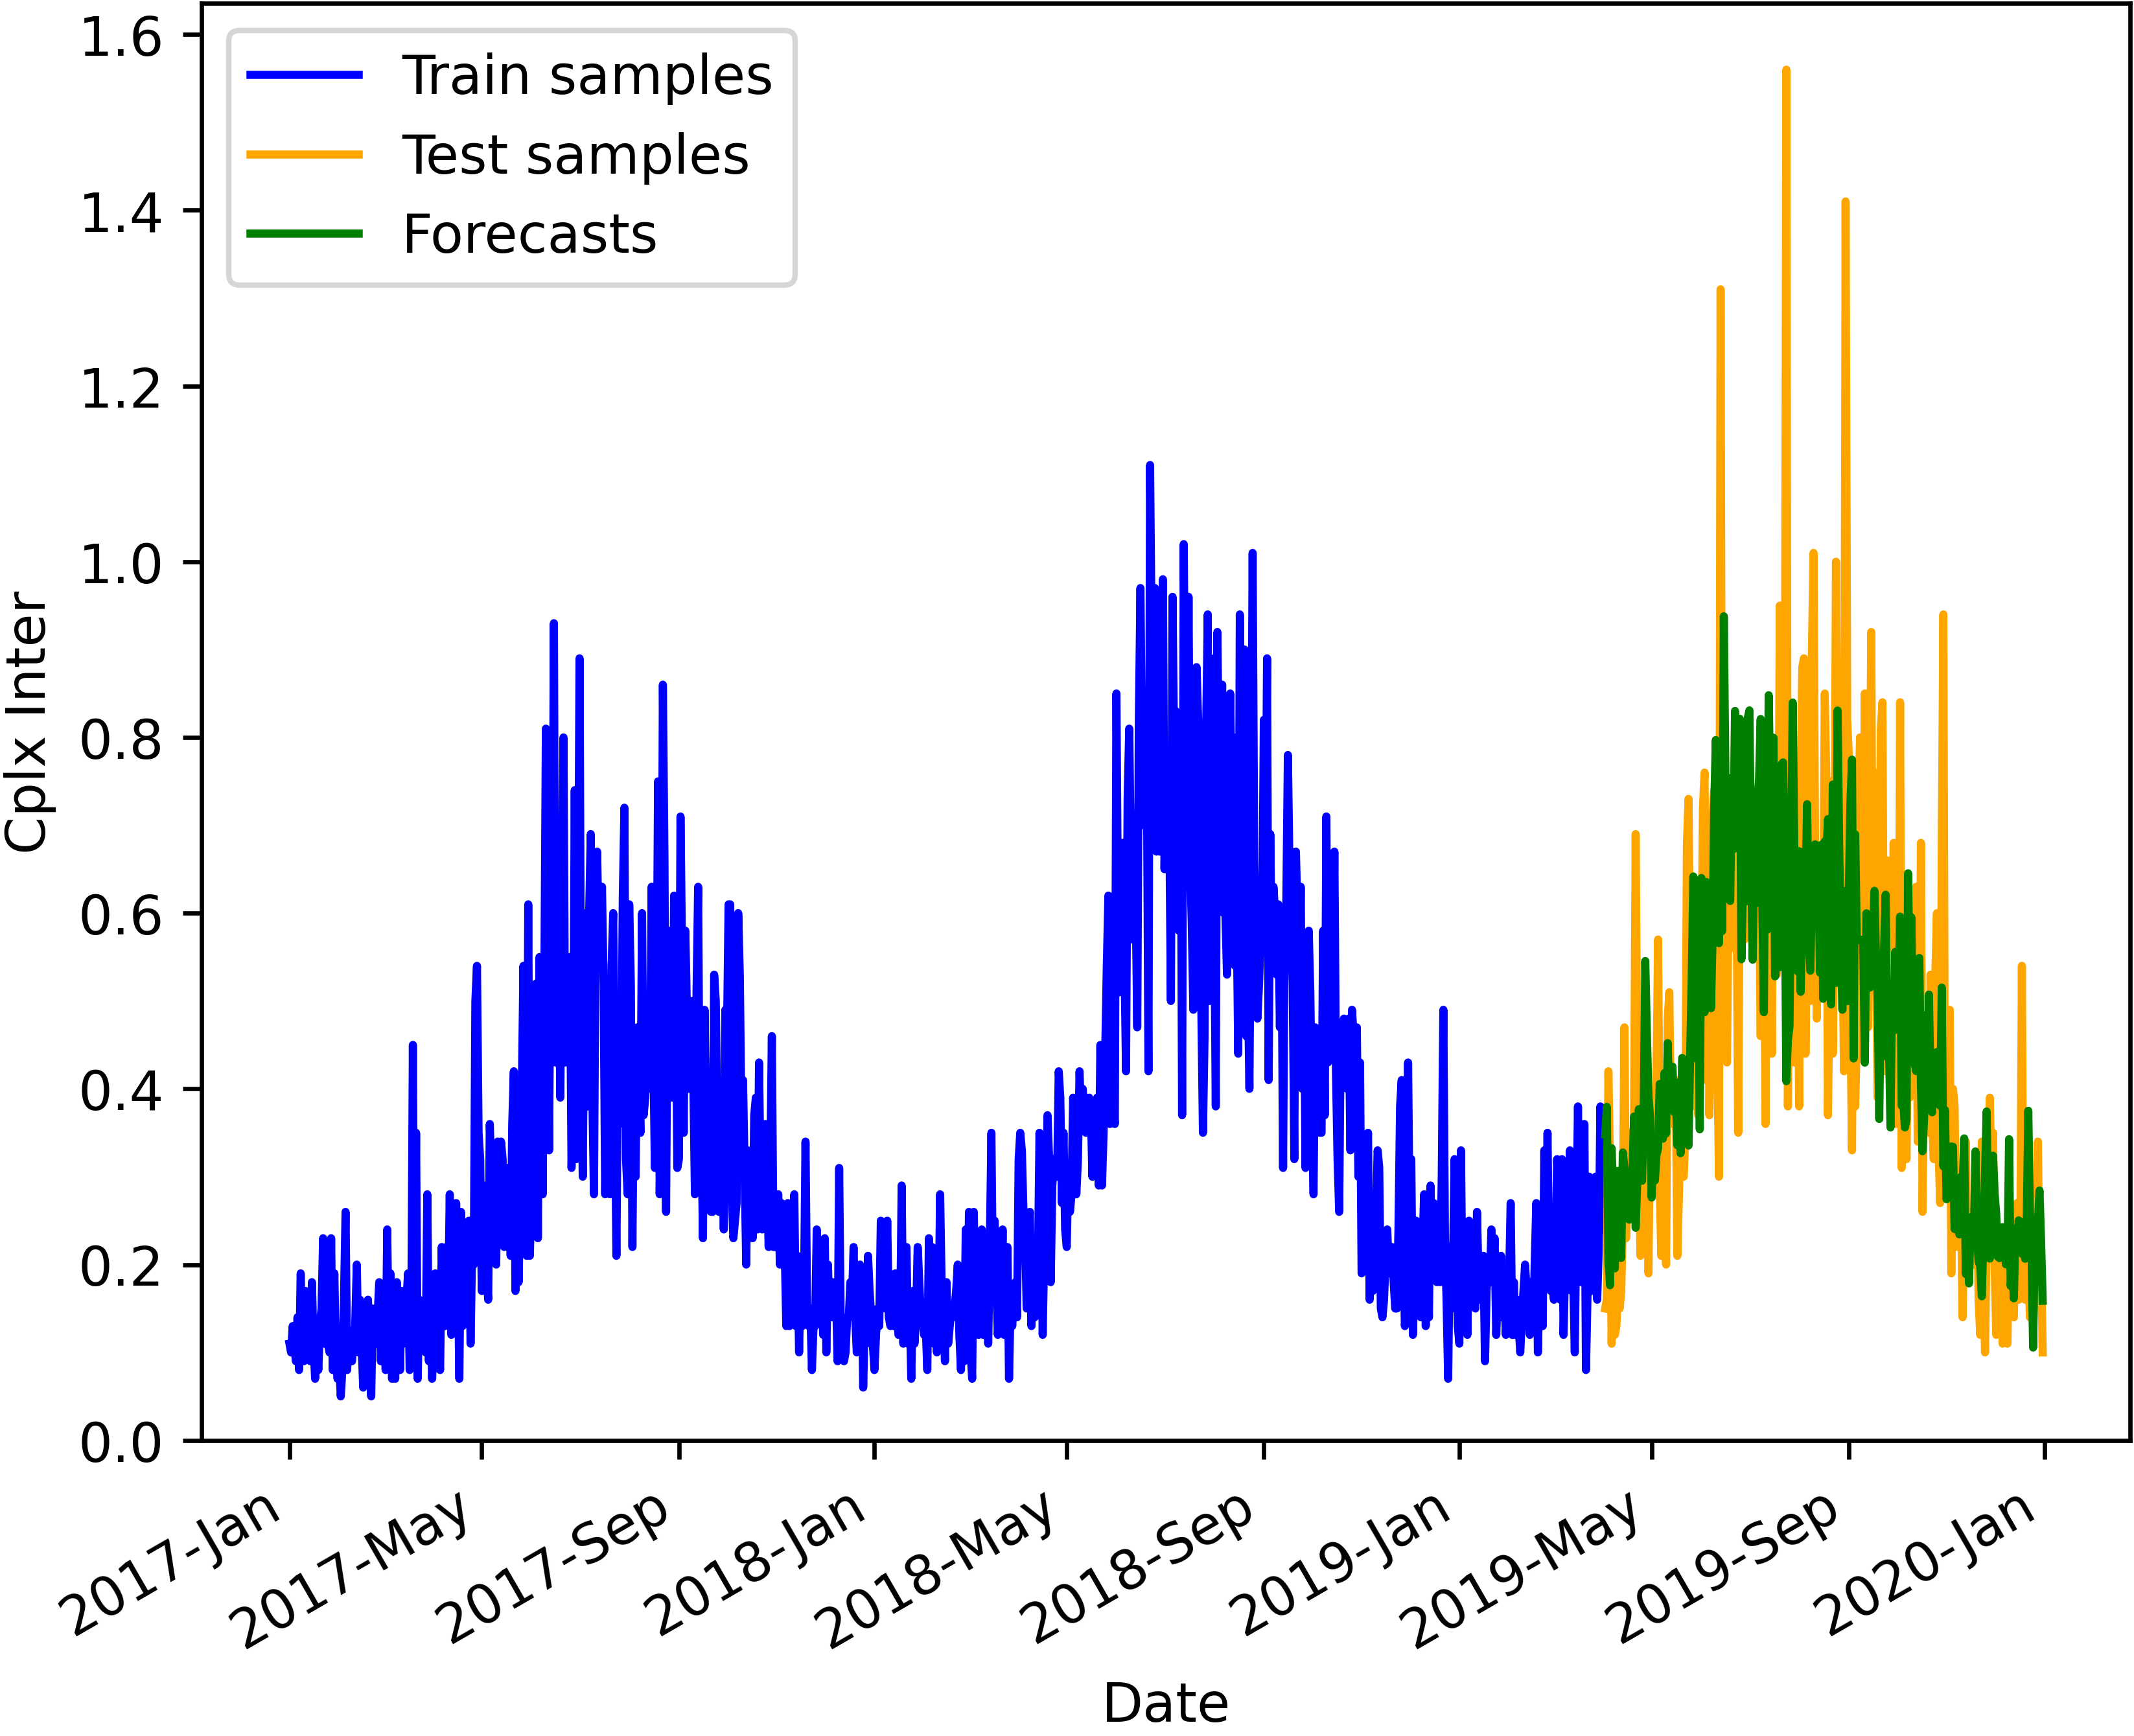 1.6
1.4
1.2
1.0
0.8
0.6
0.4
0.2
0.0
Cplx Inter
Train samples
Test samples
Forecasts
2017-Jan
2017-May
2017-Sep
2018-Jan
2018-May
2018-Sep
2019-Jan
2019-May
2019-Sep
2020-Jan
Date